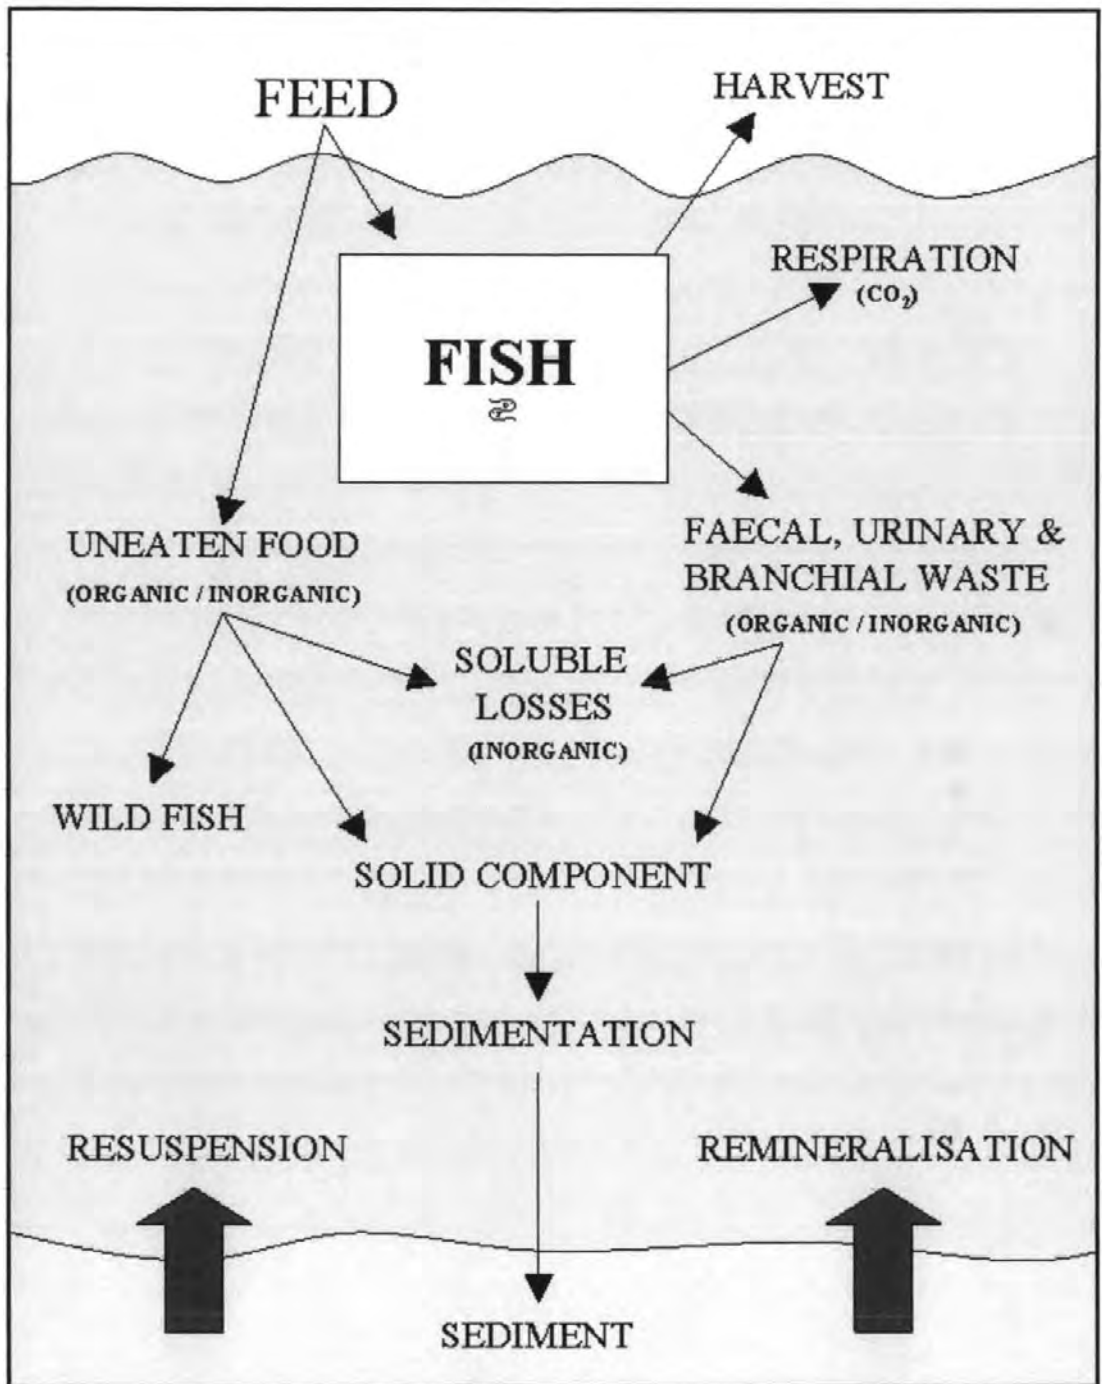 FEED
HARVEST
RESPIRATION
(CO₂)
FISH
UNEATEN FOOD
(ORGANIC / INORGANIC)
FAECAL, URINARY &
BRANCHIAL WASTE
(ORGANIC / INORGANIC)
SOLUBLE
LOSSES
(INORGANIC)
WILD FISH
SOLID COMPONENT
SEDIMENTATION
RESUSPENSION
REMINERALISATION
SEDIMENT